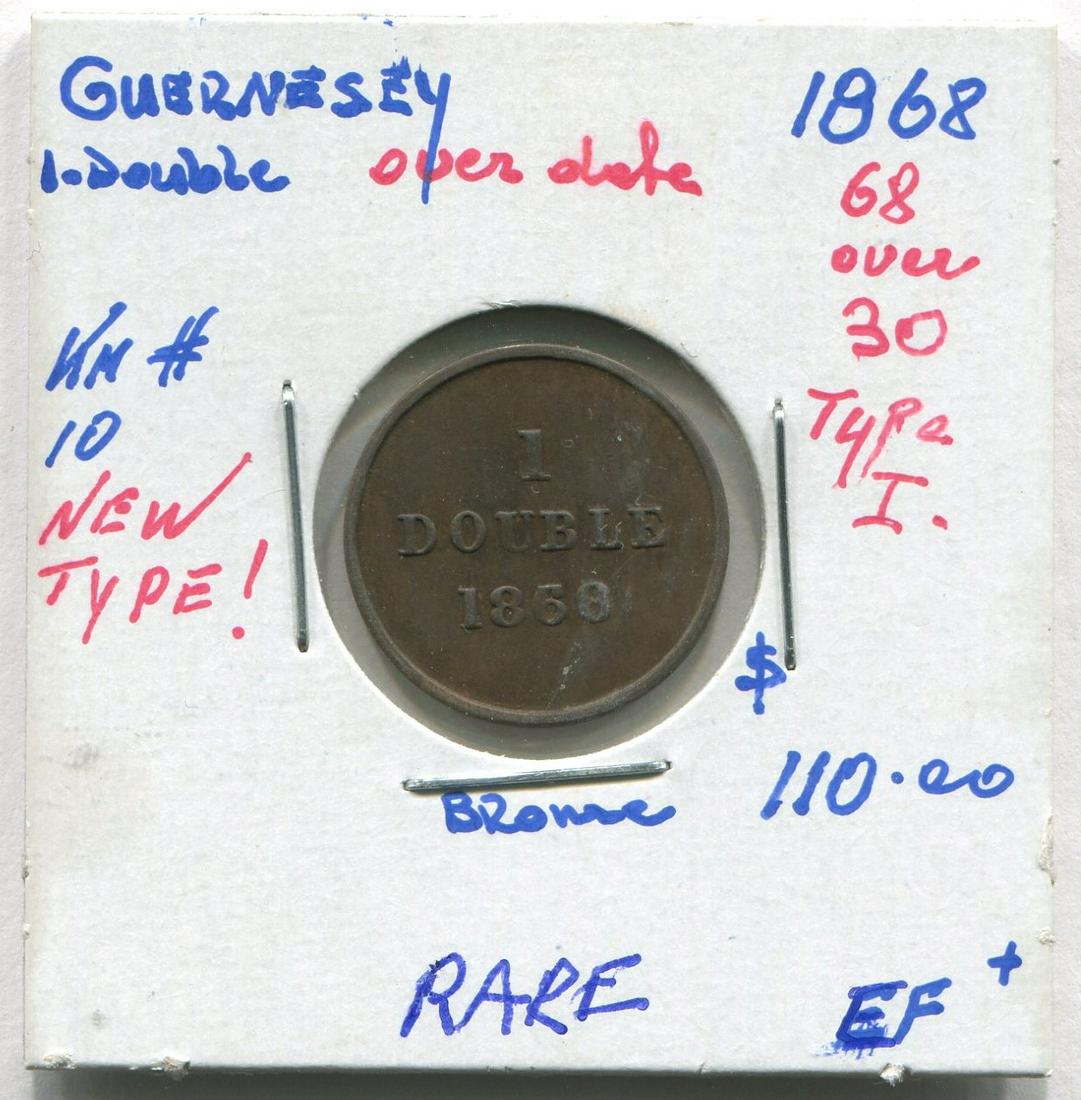 GUERNESEY
1868
1.Double
over date
68
over
30
Type
I.
KM #
10
NEW
TYPE!
1
DOUBLE
1868
$
110.00
Bronze
RARE
EF +